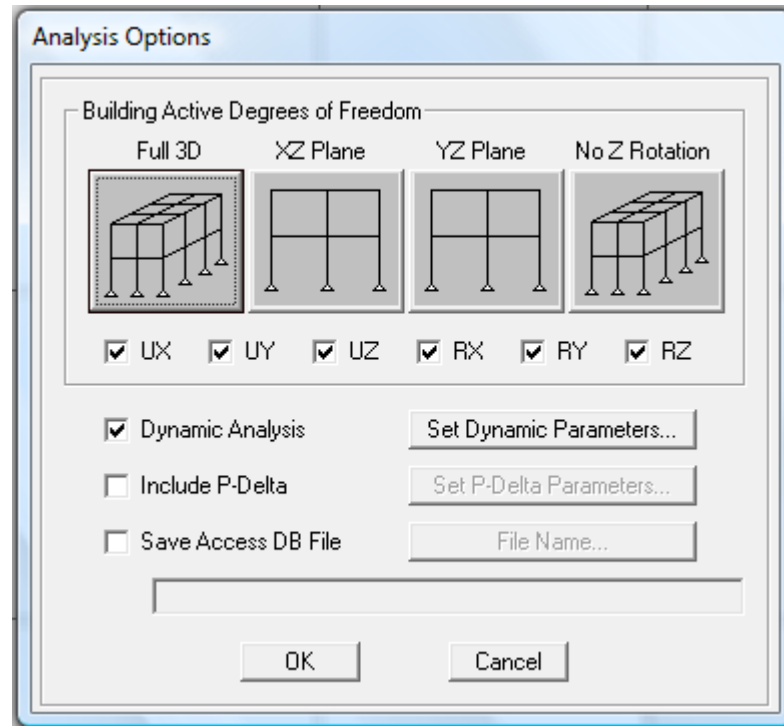 Analysis Options
Building Active Degrees of Freedom
Full 3D XZ Plane YZ Plane No Z Rotation
UX UY UZ RX RY RZ
Dynamic Analysis Set Dynamic Parameters...
Include P-Delta Set P-Delta Parameters...
Save Access DB File File Name...
OK Cancel